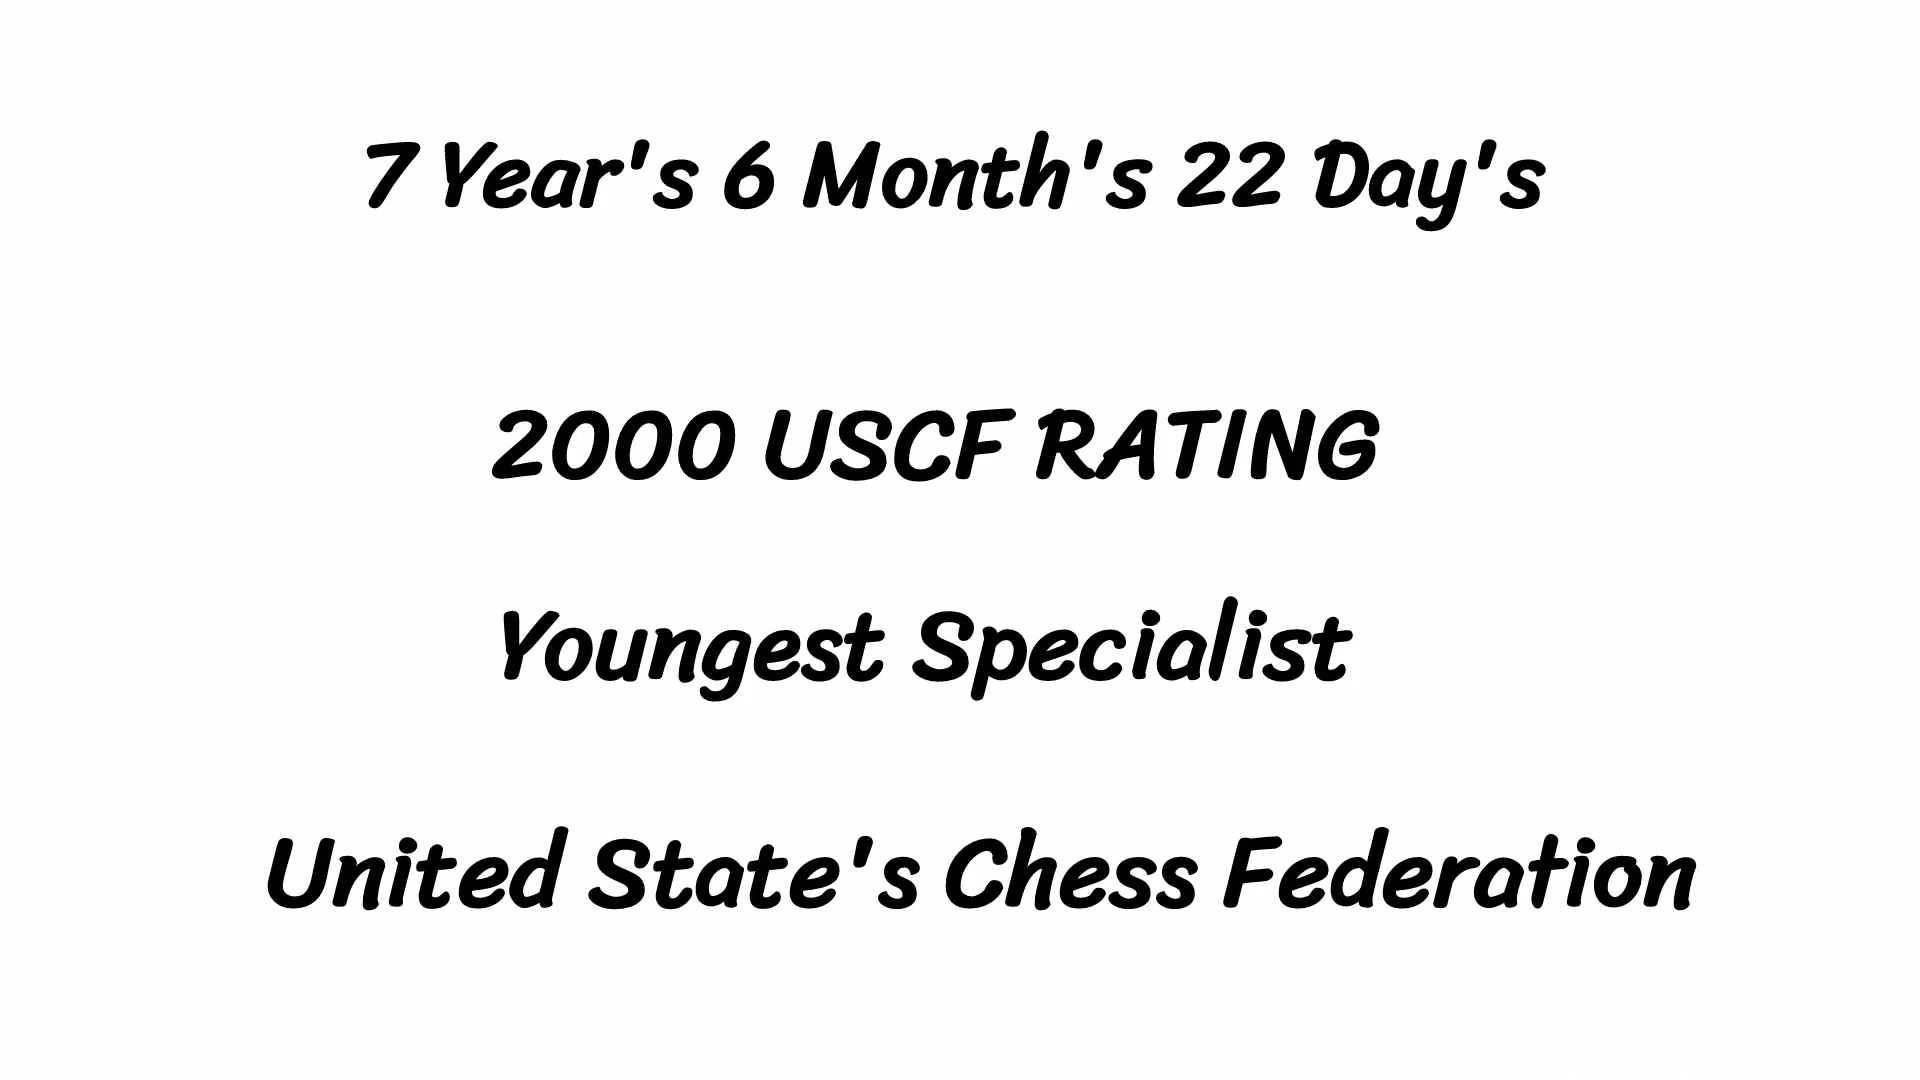 7 Year's 6 Month's 22 Day's
2000 USCF RATING
Youngest Specialist
United State's Chess Federation